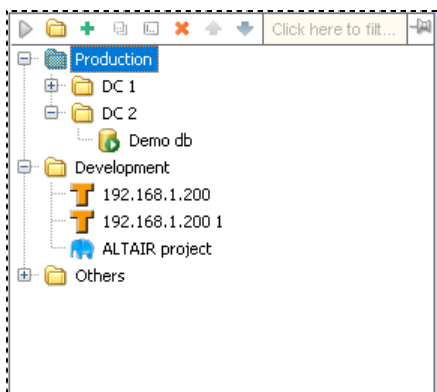 Click here to filt...
Production
DC 1
DC 2
Demo db
Development
192.168.1.200
192.168.1.200 1
ALTAIR project
Others